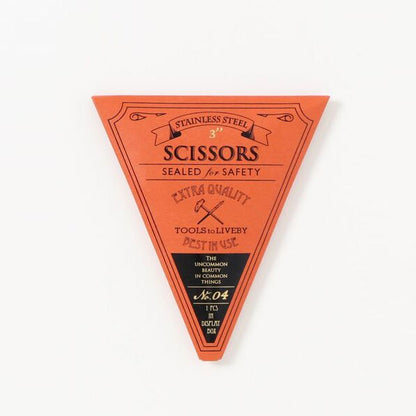 STAINLESS STEEL
3"
SCISSORS
SEALED for SAFETY
EXTRA QUALITY
TOOLS to LIVEBY
BEST IN USE
THE
UNCOMMON
BEAUTY
IN COMMON
THINGS
No. 04
1 PCS
IN
DISPLAY
BOX